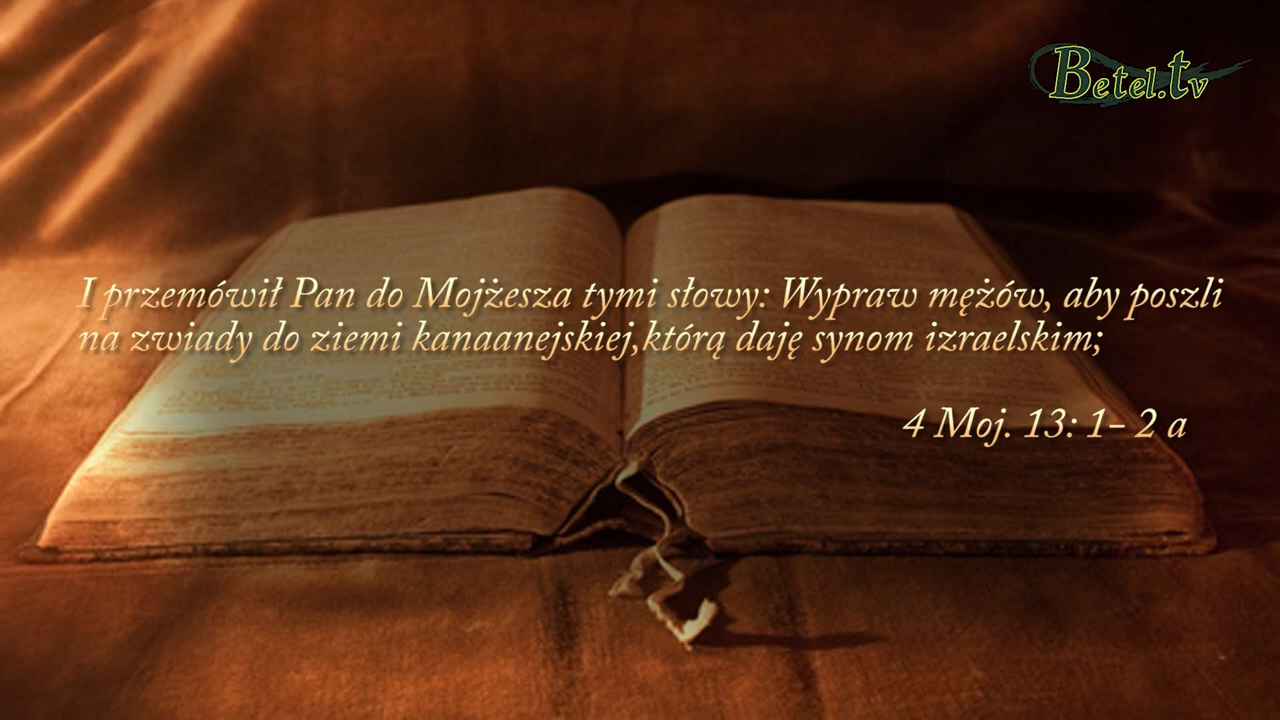 Betel.tv
I przemówił Pan do Mojżesza tymi słowy: Wypraw mężów, aby poszli
na zwiady do ziemi kanaanejskiej,którą daję synom izraelskim;
4 Moj. 13: 1- 2 a